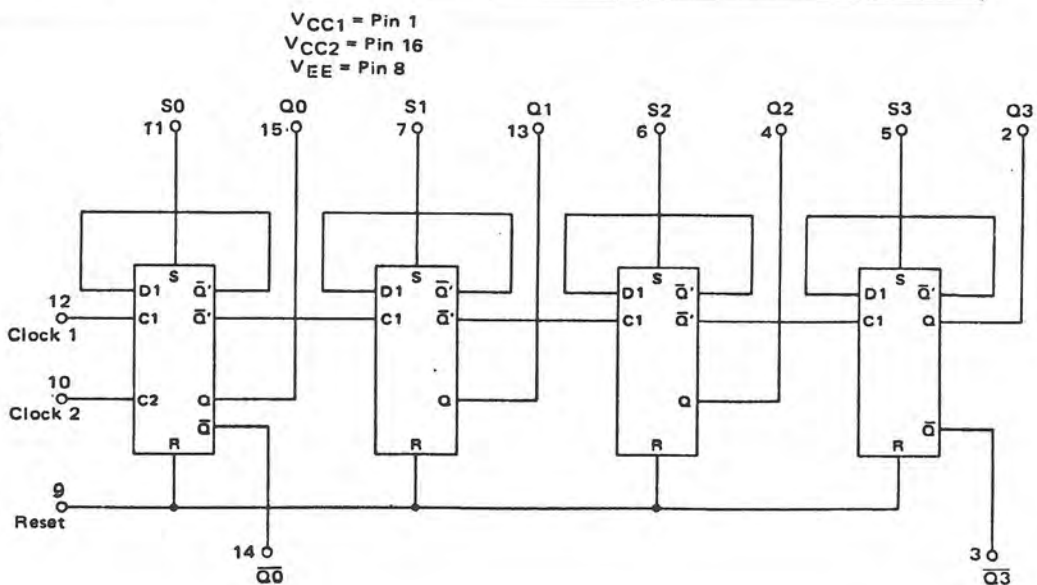 VCC1 = Pin 1
VCC2 = Pin 16
VEE = Pin 8
S0 Q0 S1 Q1 S2 Q2 S3 Q3
11 15 7 13 6 4 5 2
S S S S
D1 Q̅' D1 Q̅' D1 Q̅' D1 Q̅'
12
C1 Q̅' C1 Q̅' C1 Q̅' C1 Q
Clock 1
10
C2 Q Q Q
Clock 2
Q̅ Q̅
R R R R
9
Reset
14 3
Q̅0̅ Q̅3̅